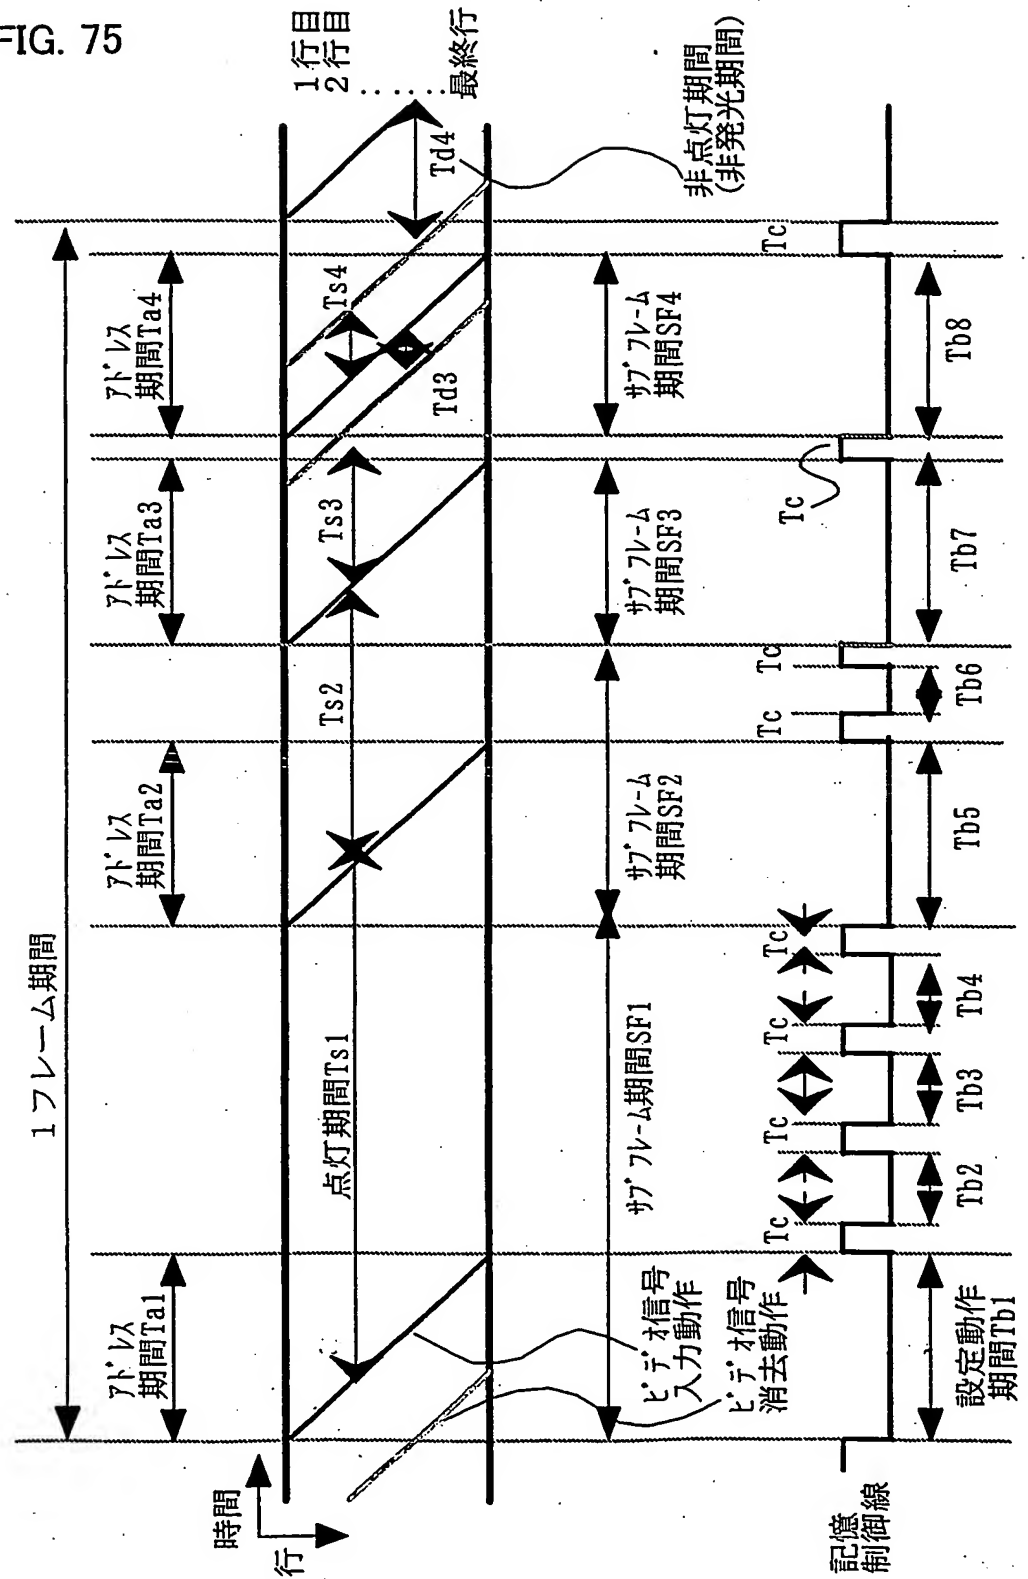 FIG. 75
1フレーム期間
アドレス
期間Ta1
アドレス
期間Ta2
アドレス
期間Ta3
アドレス
期間Ta4
時間
行
1行目
2行目
......
最終行
点灯期間Ts1
Ts2
Ts3
Ts4
Td3
Td4
非点灯期間
(非発光期間)
ビデオ信号
入力動作
ビデオ信号
消去動作
サブフレーム期間SF1
サブフレーム
期間SF2
サブフレーム
期間SF3
サブフレーム
期間SF4
記憶
制御線
Tc
Tc
Tc
Tc
Tc
Tc
Tc
Tc
設定動作
期間Tb1
Tb2
Tb3
Tb4
Tb5
Tb6
Tb7
Tb8